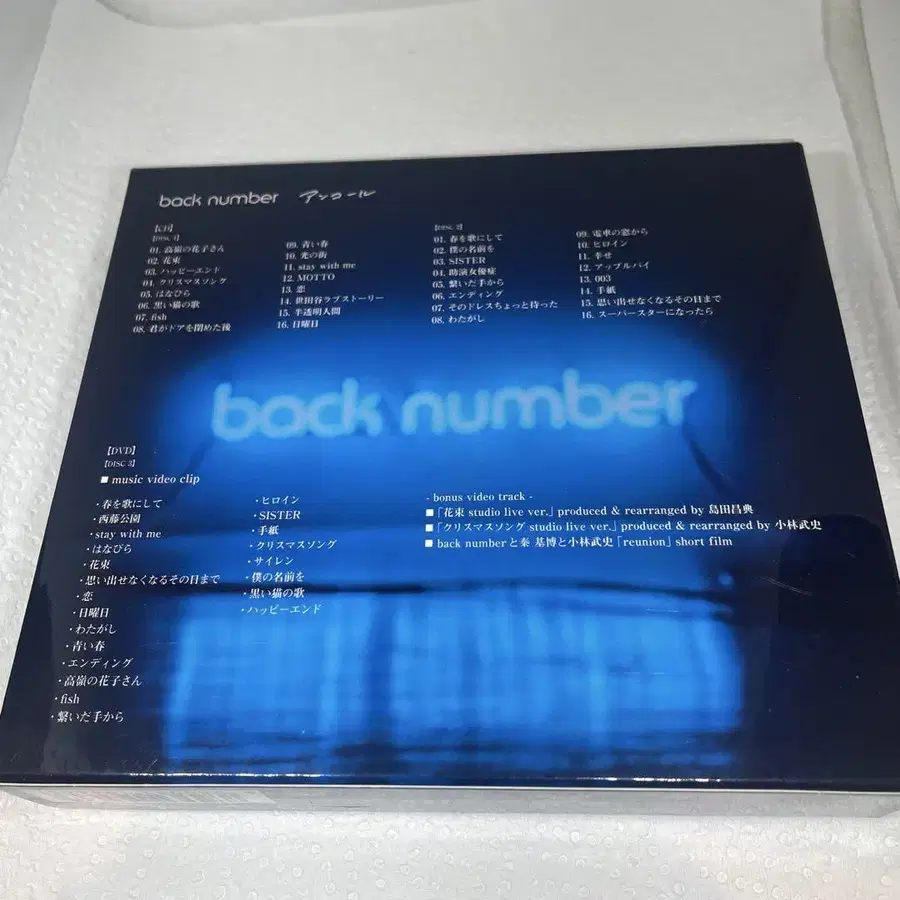 back number アンコール
【CD】
【DISC 1】
01. 高嶺の花子さん
02. 花束
03. ハッピーエンド
04. クリスマスソング
05. はなびら
06. 黒い猫の歌
07. fish
08. 君がドアを閉めた後
09. 青い春
10. 光の街
11. stay with me
12. MOTTO
13. 恋
14. 世田谷ラブストーリー
15. 半透明人間
16. 日曜日
【DISC 2】
01. 春を歌にして
02. 僕の名前を
03. SISTER
04. 助演女優症
05. 繋いだ手から
06. エンディング
07. そのドレスちょっと待った
08. わたがし
09. 電車の窓から
10. ヒロイン
11. 幸せ
12. アップルパイ
13. 003
14. 手紙
15. 思い出せなくなるその日まで
16. スーパースターになったら
back number
【DVD】
【DISC 3】
■ music video clip
・春を歌にして
・西藤公園
・stay with me
・はなびら
・花束
・思い出せなくなるその日まで
・恋
・日曜日
・わたがし
・青い春
・エンディング
・高嶺の花子さん
・fish
・繋いだ手から
・ヒロイン
・SISTER
・手紙
・クリスマスソング
・サイレン
・僕の名前を
・黒い猫の歌
・ハッピーエンド
- bonus video track -
■「花束 studio live ver.」produced & rearranged by 島田昌典
■「クリスマスソング studio live ver.」produced & rearranged by 小林武史
■ back numberと秦 基博と小林武史「reunion」short film